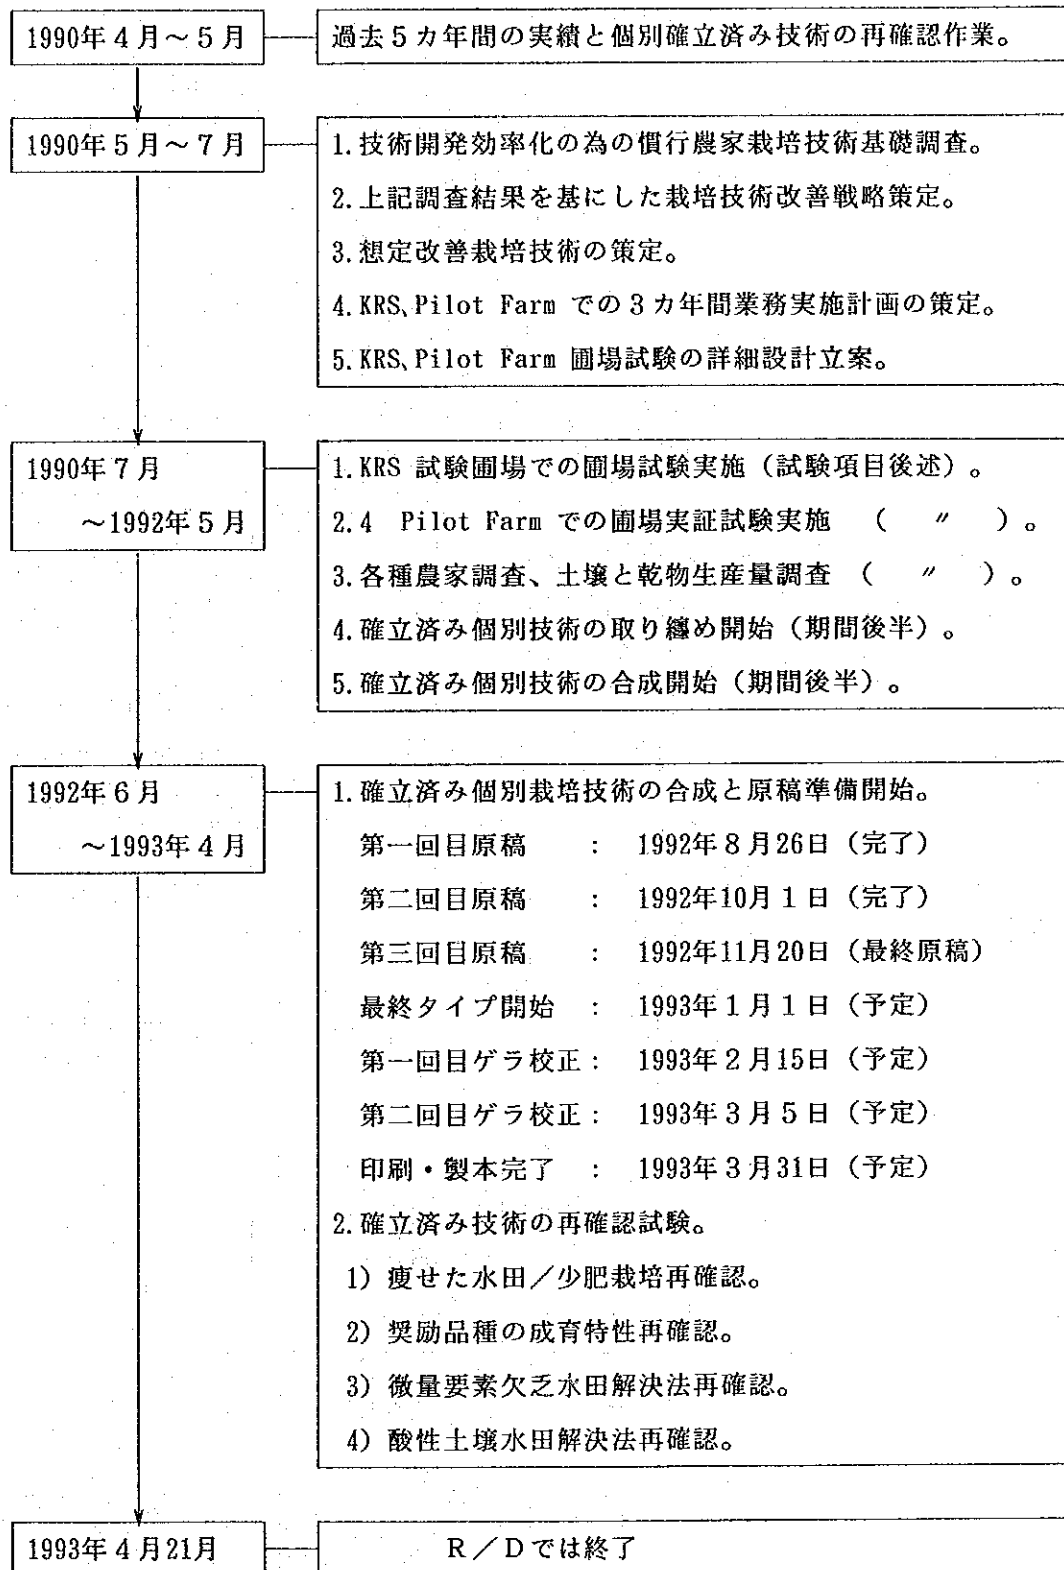 1990年4月～5月 過去5カ年間の実績と個別確立済み技術の再確認作業。
1990年5月～7月 1.技術開発効率化の為の慣行農家栽培技術基礎調査。
2.上記調査結果を基にした栽培技術改善戦略策定。
3.想定改善栽培技術の策定。
4.KRS、Pilot Farm での3カ年間業務実施計画の策定。
5.KRS、Pilot Farm 圃場試験の詳細設計立案。
1990年7月 1.KRS 試験圃場での圃場試験実施（試験項目後述）。
～1992年5月 2.4 Pilot Farm での圃場実証試験実施 （ 〃 ）。
3.各種農家調査、土壌と乾物生産量調査 （ 〃 ）。
4.確立済み個別技術の取り纏め開始（期間後半）。
5.確立済み個別技術の合成開始（期間後半）。
1992年6月 1.確立済み個別栽培技術の合成と原稿準備開始。
～1993年4月 第一回目原稿 ： 1992年8月26日（完了）
第二回目原稿 ： 1992年10月1日（完了）
第三回目原稿 ： 1992年11月20日（最終原稿）
最終タイプ開始 ： 1993年1月1日（予定）
第一回目ゲラ校正： 1993年2月15日（予定）
第二回目ゲラ校正： 1993年3月5日（予定）
印刷・製本完了 ： 1993年3月31日（予定）
2.確立済み技術の再確認試験。
1）痩せた水田／少肥栽培再確認。
2）奨励品種の成育特性再確認。
3）微量要素欠乏水田解決法再確認。
4）酸性土壌水田解決法再確認。
1993年4月21月 R／Dでは終了